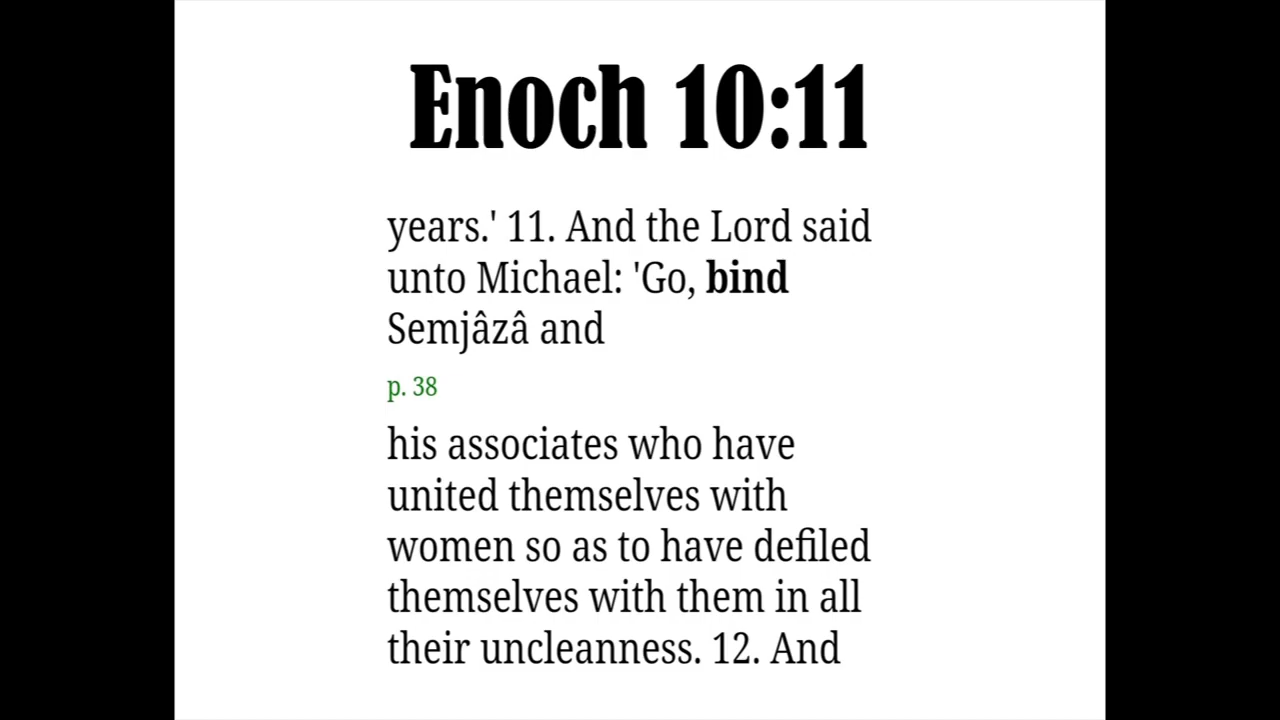 Enoch 10:11
years.' 11. And the Lord said
unto Michael: 'Go, bind
Semjâzâ and
p. 38
his associates who have
united themselves with
women so as to have defiled
themselves with them in all
their uncleanness. 12. And